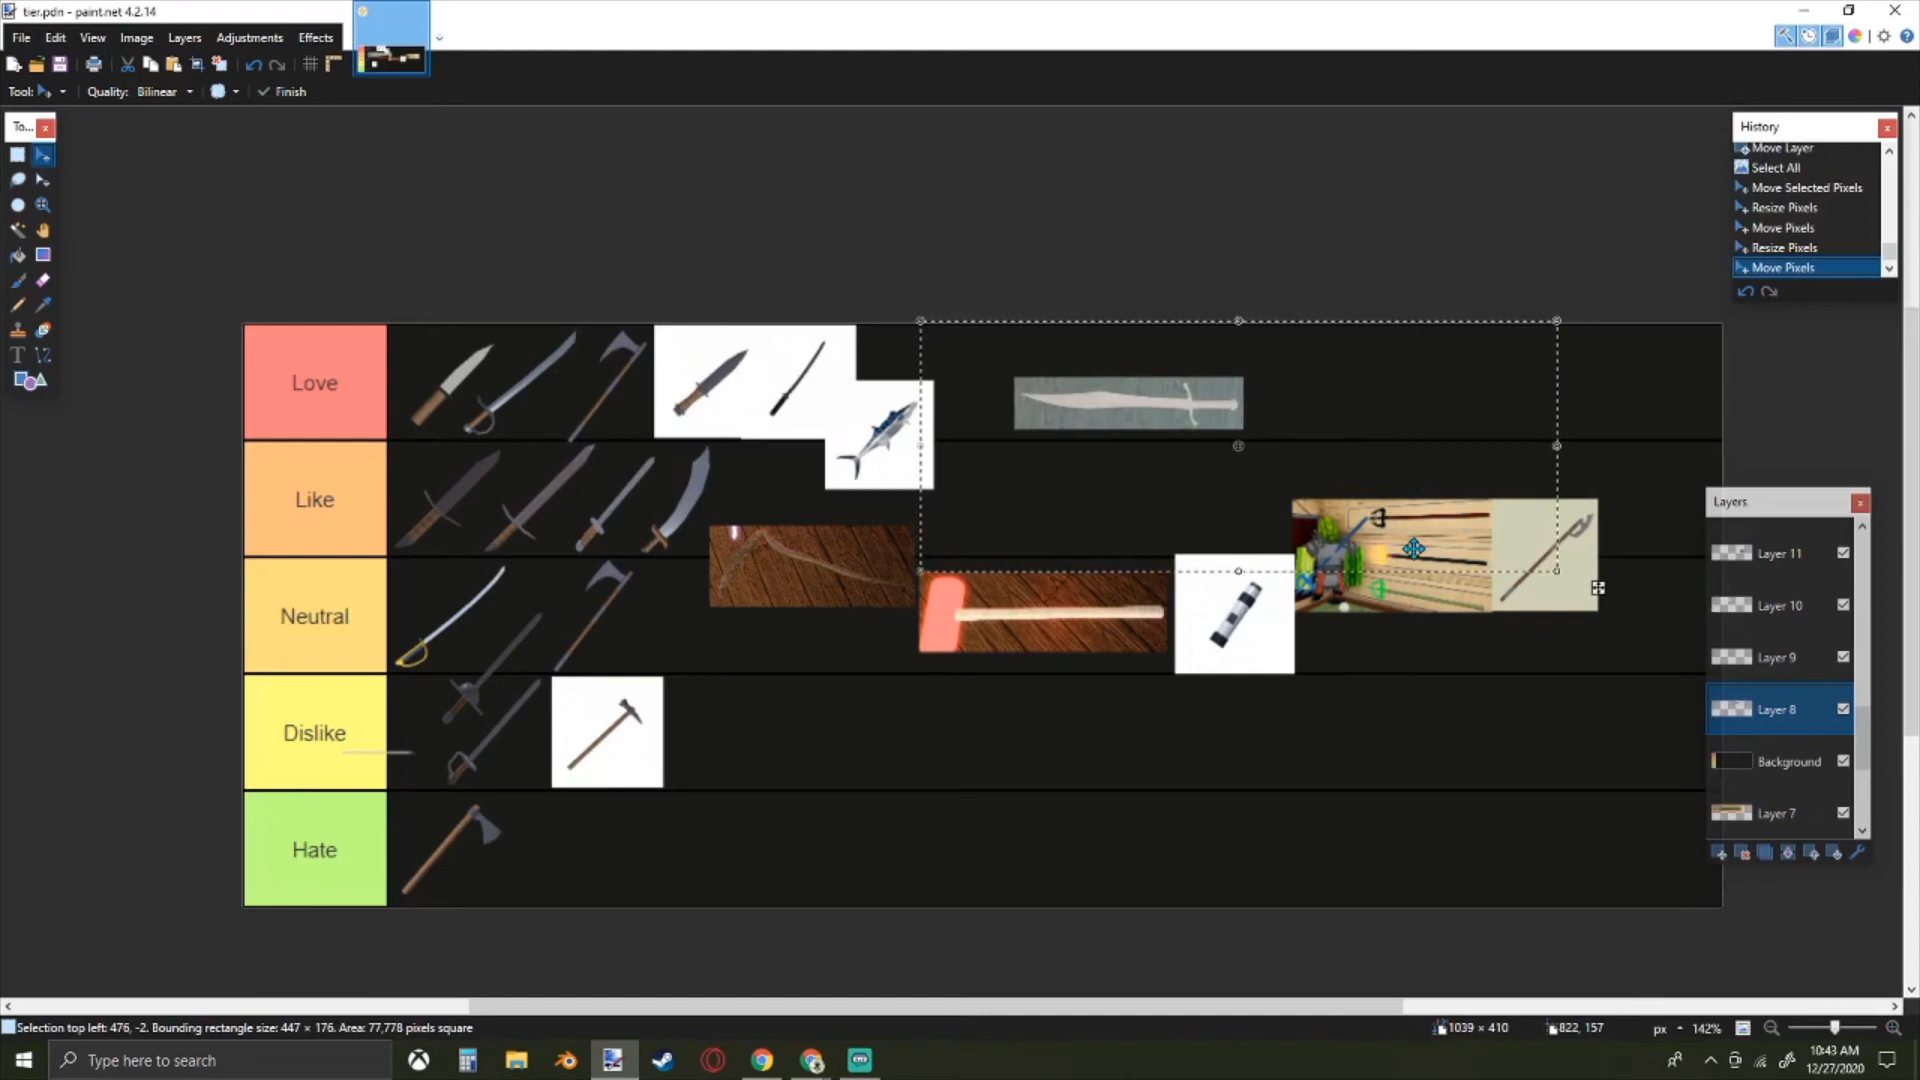 tier.pdn - paint.net 4.2.14
File Edit View Image Layers Adjustments Effects
Tool: Quality: Bilinear Finish
To...
History
Move Layer
Select All
Move Selected Pixels
Resize Pixels
Move Pixels
Resize Pixels
Move Pixels
Love
Like
Neutral
Dislike
Hate
Layers
Layer 11
Layer 10
Layer 9
Layer 8
Background
Layer 7
Selection top left: 476, -2. Bounding rectangle size: 447 × 176. Area: 77,778 pixels square
1039 × 410
822, 157
px
142%
Type here to search
10:43 AM
12/27/2020